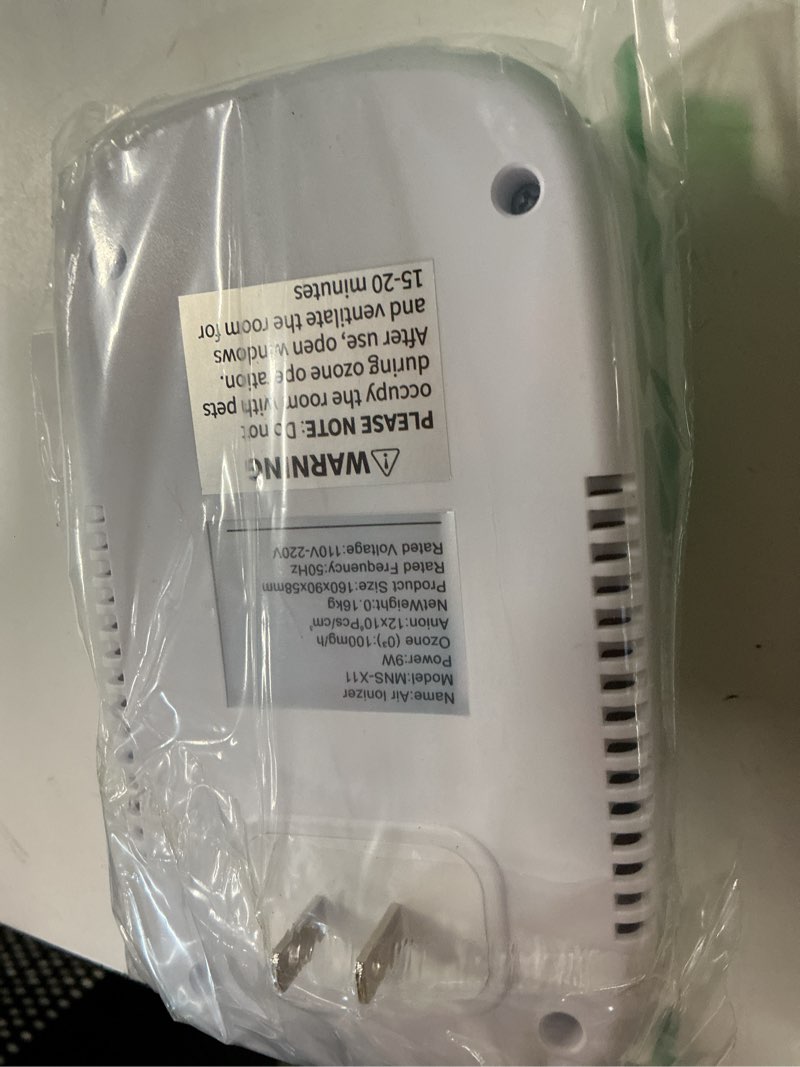 Name:Air Ionizer
Model:MNS-X11
Power:9W
Ozone (0³):100mg/h
Anion:12x10⁶Pcs/cm³
NetWeight:0.16kg
Product Size:160x90x58mm
Rated Frequency:50Hz
Rated Voltage:110V-220V
WARNING
PLEASE NOTE: Do not
occupy the room with pets
during ozone operation.
After use, open windows
and ventilate the room for
15-20 minutes